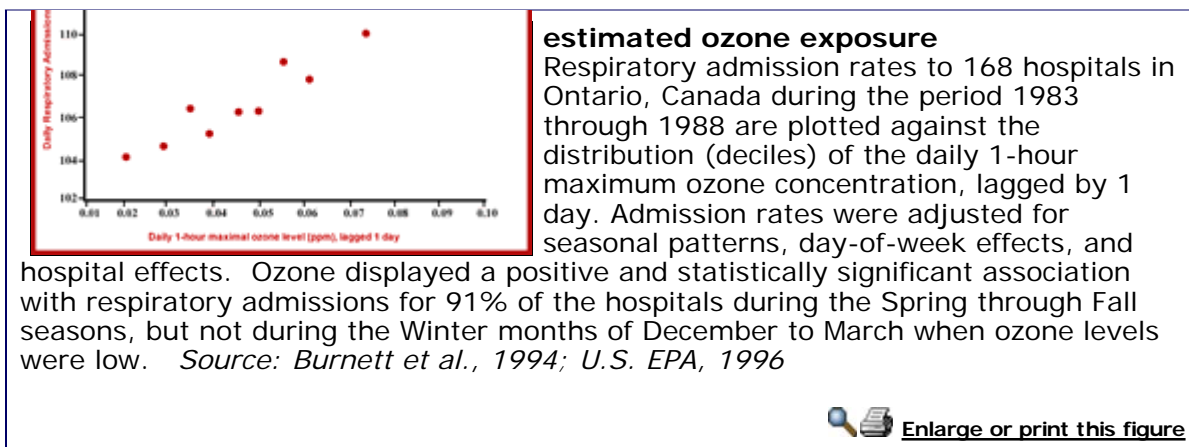 110
108
106
104
102
0.01 0.02 0.03 0.04 0.05 0.06 0.07 0.08 0.09 0.10
Daily Respiratory
Daily 1-hour maximal ozone level (ppm), lagged 1 day
estimated ozone exposure
Respiratory admission rates to 168 hospitals in
Ontario, Canada during the period 1983
through 1988 are plotted against the
distribution (deciles) of the daily 1-hour
maximum ozone concentration, lagged by 1
day. Admission rates were adjusted for
seasonal patterns, day-of-week effects, and
hospital effects. Ozone displayed a positive and statistically significant association
with respiratory admissions for 91% of the hospitals during the Spring through Fall
seasons, but not during the Winter months of December to March when ozone levels
were low. Source: Burnett et al., 1994; U.S. EPA, 1996
Enlarge or print this figure